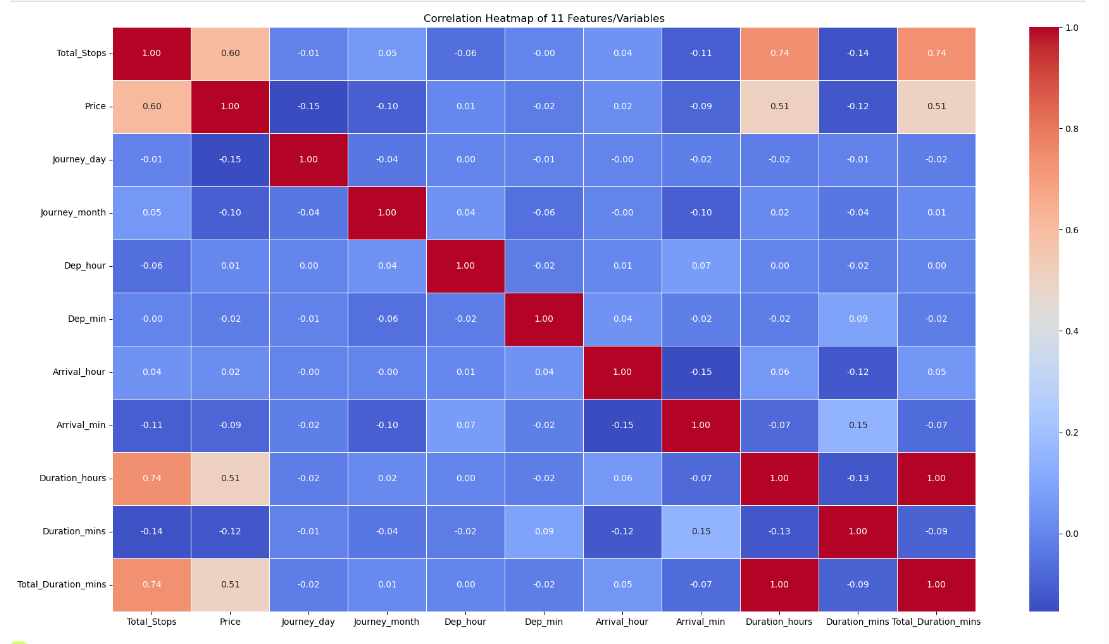 Correlation Heatmap of 11 Features/Variables
Total_Stops 1.00 0.60 -0.01 0.05 -0.06 -0.00 0.04 -0.11 0.74 -0.14 0.74
Price 0.60 1.00 -0.15 -0.10 0.01 -0.02 0.02 -0.09 0.51 -0.12 0.51
Journey_day -0.01 -0.15 1.00 -0.04 0.00 -0.01 -0.00 -0.02 -0.02 -0.01 -0.02
Journey_month 0.05 -0.10 -0.04 1.00 0.04 -0.06 -0.00 -0.10 0.02 -0.04 0.01
Dep_hour -0.06 0.01 0.00 0.04 1.00 -0.02 0.01 0.07 0.00 -0.02 0.00
Dep_min -0.00 -0.02 -0.01 -0.06 -0.02 1.00 0.04 -0.02 -0.02 0.09 -0.02
Arrival_hour 0.04 0.02 -0.00 -0.00 0.01 0.04 1.00 -0.15 0.06 -0.12 0.05
Arrival_min -0.11 -0.09 -0.02 -0.10 0.07 -0.02 -0.15 1.00 -0.07 0.15 -0.07
Duration_hours 0.74 0.51 -0.02 0.02 0.00 -0.02 0.06 -0.07 1.00 -0.13 1.00
Duration_mins -0.14 -0.12 -0.01 -0.04 -0.02 0.09 -0.12 0.15 -0.13 1.00 -0.09
Total_Duration_mins 0.74 0.51 -0.02 0.01 0.00 -0.02 0.05 -0.07 1.00 -0.09 1.00
Total_Stops Price Journey_day Journey_month Dep_hour Dep_min Arrival_hour Arrival_min Duration_hours Duration_mins Total_Duration_mins
1.0
0.8
0.6
0.4
0.2
0.0